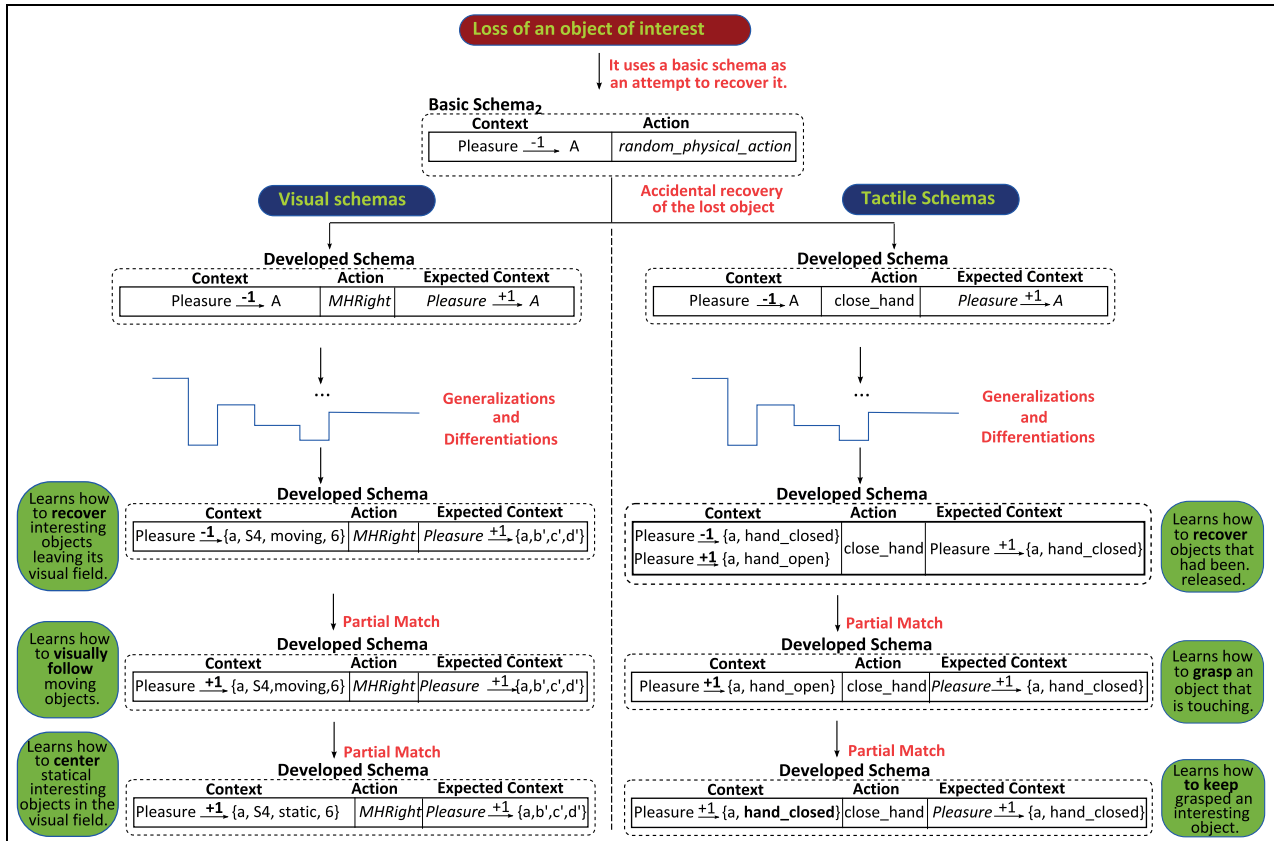 Loss of an object of interest
It uses a basic schema as
an attempt to recover it.
Basic Schema2
Context Action
Pleasure -1 A random_physical_action
Visual schemas
Accidental recovery
of the lost object
Tactile Schemas
Developed Schema
Context Action Expected Context
Pleasure -1 A MHRight Pleasure +1 A
...
Generalizations
and
Differentiations
Developed Schema
Context Action Expected Context
Pleasure -1 {a, S4, moving, 6} MHRight Pleasure +1 {a,b',c',d'}
Learns how
to recover
interesting
objects
leaving its
visual field.
Partial Match
Developed Schema
Context Action Expected Context
Pleasure +1 {a, S4,moving,6} MHRight Pleasure +1 {a,b',c',d'}
Learns how
to visually
follow
moving
objects.
Partial Match
Developed Schema
Context Action Expected Context
Pleasure +1 {a, S4, static, 6} MHRight Pleasure +1 {a,b',c',d'}
Learns how
to center
statical
interesting
objects in the
visual field.
Developed Schema
Context Action Expected Context
Pleasure -1 A close_hand Pleasure +1 A
...
Generalizations
and
Differentiations
Developed Schema
Context Action Expected Context
Pleasure -1 {a, hand_closed}
Pleasure +1 {a, hand_open}
close_hand Pleasure +1 {a, hand_closed}
Learns how
to recover
objects that
had been.
released.
Partial Match
Developed Schema
Context Action Expected Context
Pleasure +1 {a, hand_open} close_hand Pleasure +1 {a, hand_closed}
Learns how
to grasp an
object that
is touching.
Partial Match
Developed Schema
Context Action Expected Context
Pleasure +1 {a, hand_closed} close_hand Pleasure +1 {a, hand_closed}
Learns how
to keep
grasped an
interesting
object.